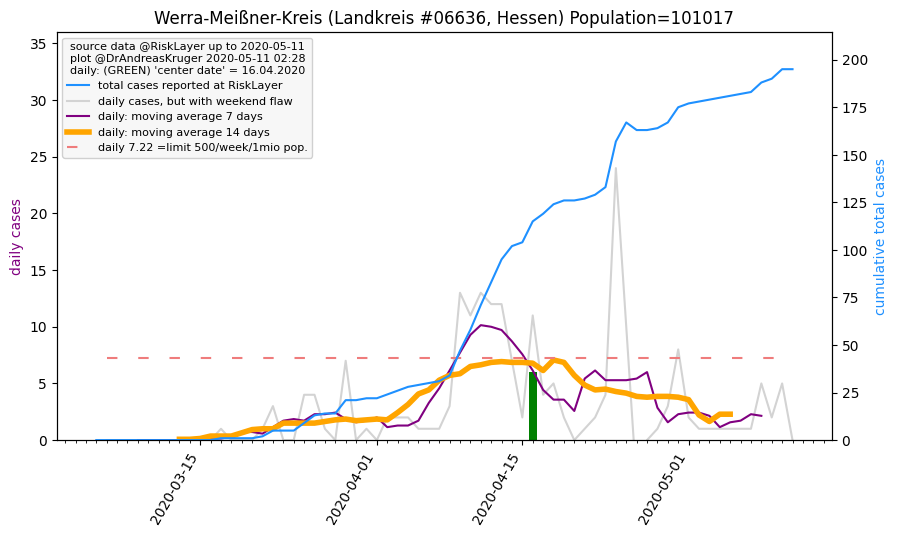 Werra-Meißner-Kreis (Landkreis #06636, Hessen) Population=101017
source data @RiskLayer up to 2020-05-11
plot @DrAndreasKruger 2020-05-11 02:28
daily: (GREEN) 'center date' = 16.04.2020
total cases reported at RiskLayer
daily cases, but with weekend flaw
daily: moving average 7 days
daily: moving average 14 days
daily 7.22 =limit 500/week/1mio pop.
daily cases
35
30
25
20
15
10
5
0
cumulative total cases
200
175
150
125
100
75
50
25
0
2020-03-15
2020-04-01
2020-04-15
2020-05-01